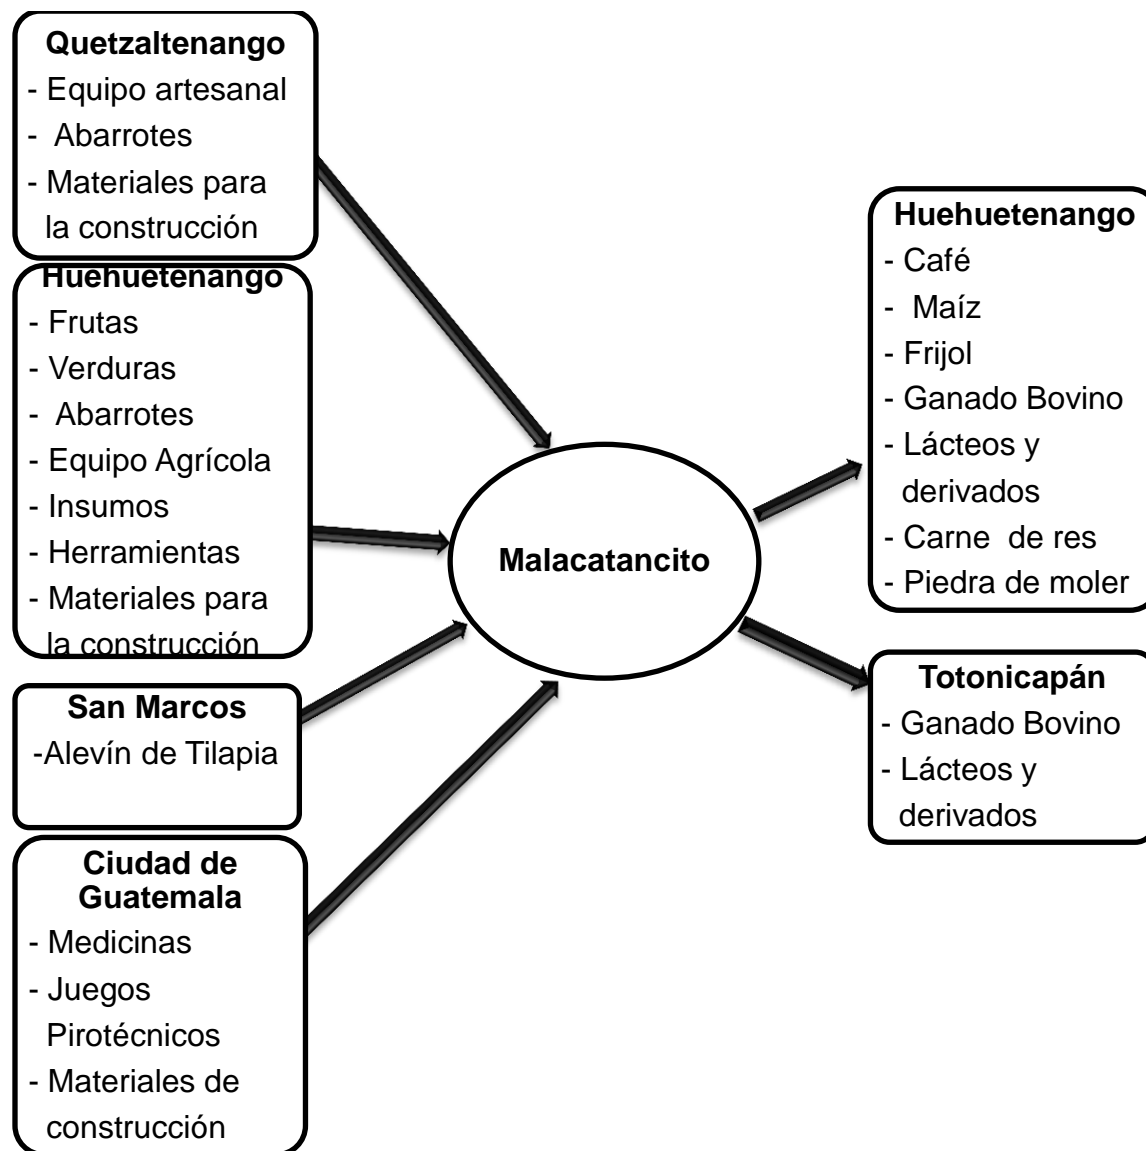 Quetzaltenango
- Equipo artesanal
- Abarrotes
- Materiales para
la construcción
Huehuetenango
- Frutas
- Verduras
- Abarrotes
- Equipo Agrícola
- Insumos
- Herramientas
- Materiales para
la construcción
San Marcos
-Alevín de Tilapia
Ciudad de
Guatemala
- Medicinas
- Juegos
Pirotécnicos
- Materiales de
construcción
Malacatancito
Huehuetenango
- Café
- Maíz
- Frijol
- Ganado Bovino
- Lácteos y
derivados
- Carne de res
- Piedra de moler
Totonicapán
- Ganado Bovino
- Lácteos y
derivados